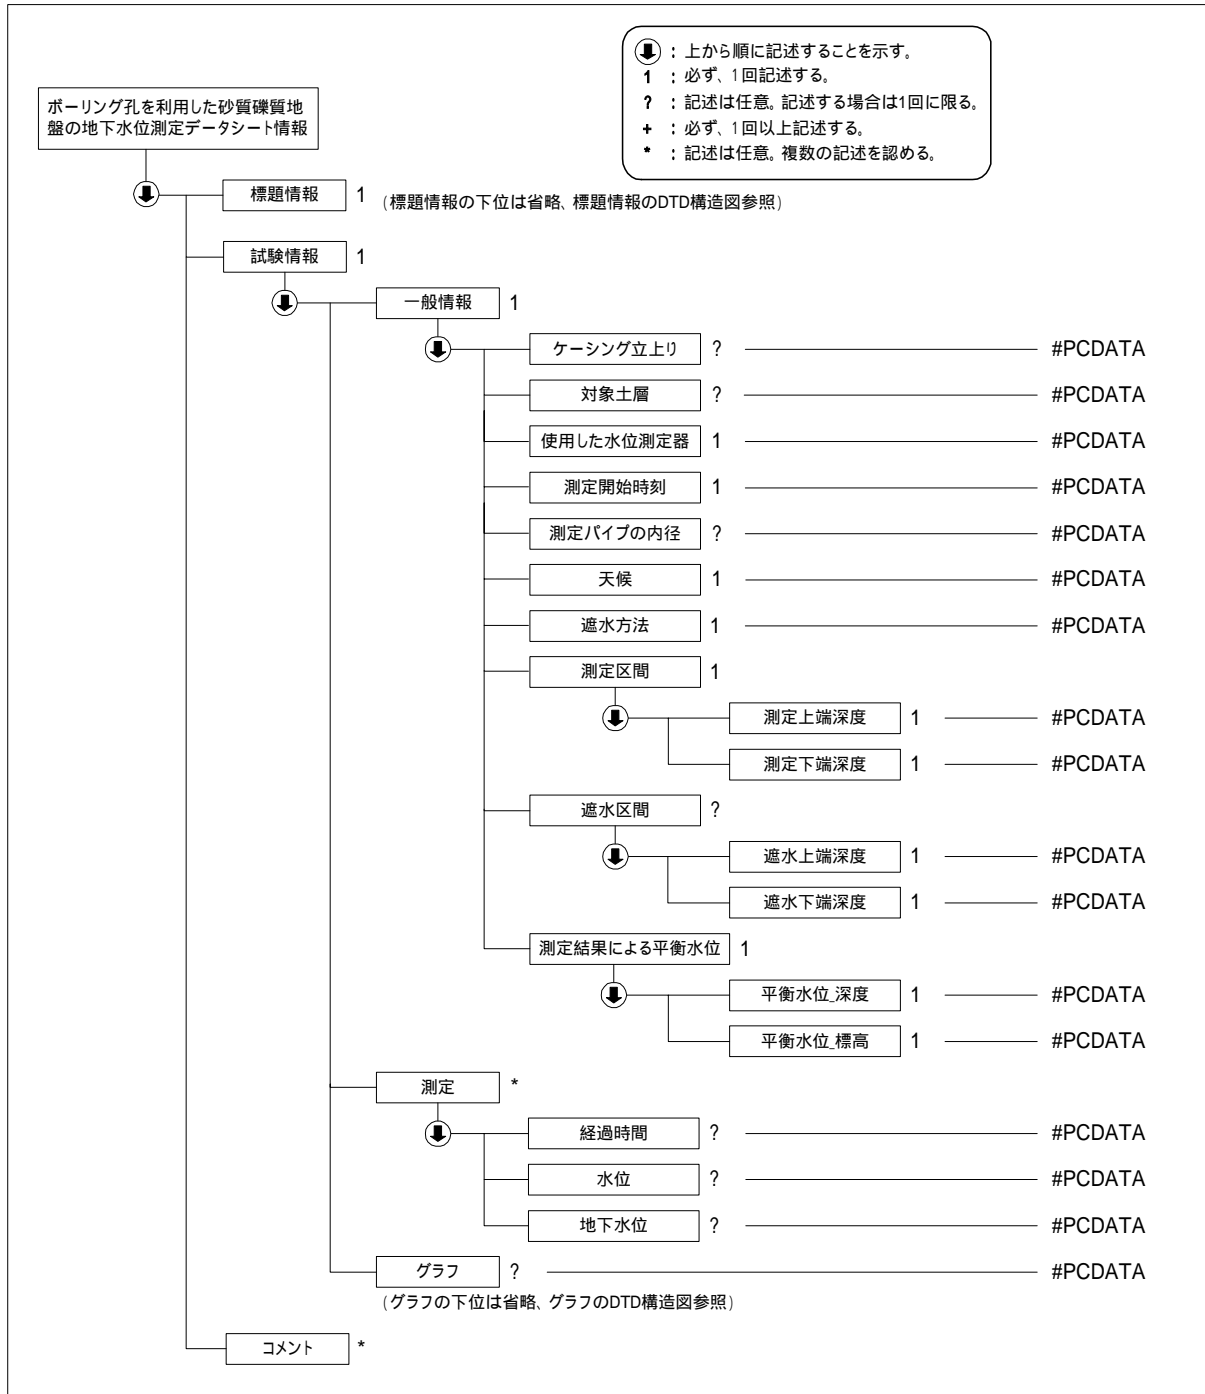 : 上から順に記述することを示す。
1 : 必ず、1回記述する。
? : 記述は任意。記述する場合は1回に限る。
+ : 必ず、1回以上記述する。
* : 記述は任意。複数の記述を認める。
ボーリング孔を利用した砂質礫質地
盤の地下水位測定データシート情報
標題情報 1 (標題情報の下位は省略、標題情報のDTD構造図参照)
試験情報 1
一般情報 1
ケーシング立上り ? #PCDATA
対象土層 ? #PCDATA
使用した水位測定器 1 #PCDATA
測定開始時刻 1 #PCDATA
測定パイプの内径 ? #PCDATA
天候 1 #PCDATA
遮水方法 1 #PCDATA
測定区間 1
測定上端深度 1 #PCDATA
測定下端深度 1 #PCDATA
遮水区間 ?
遮水上端深度 1 #PCDATA
遮水下端深度 1 #PCDATA
測定結果による平衡水位 1
平衡水位_深度 1 #PCDATA
平衡水位_標高 1 #PCDATA
測定 *
経過時間 ? #PCDATA
水位 ? #PCDATA
地下水位 ? #PCDATA
グラフ ? #PCDATA
(グラフの下位は省略、グラフのDTD構造図参照)
コメント *